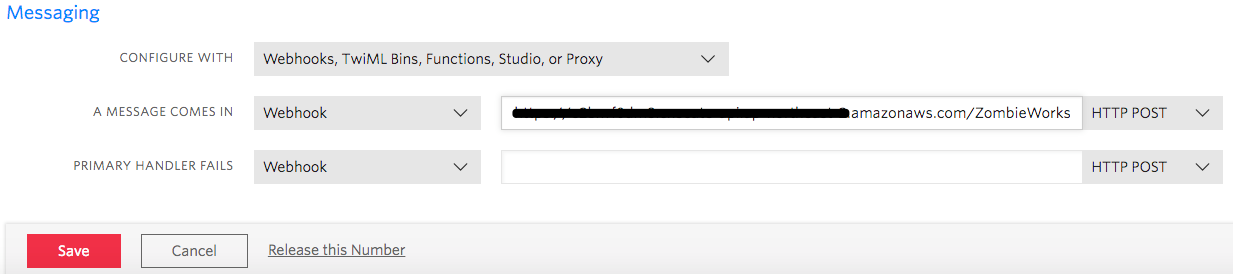 Messaging
CONFIGURE WITH Webhooks, TwiML Bins, Functions, Studio, or Proxy
A MESSAGE COMES IN Webhook amazonaws.com/ZombieWorks HTTP POST
PRIMARY HANDLER FAILS Webhook HTTP POST
Save Cancel Release this Number